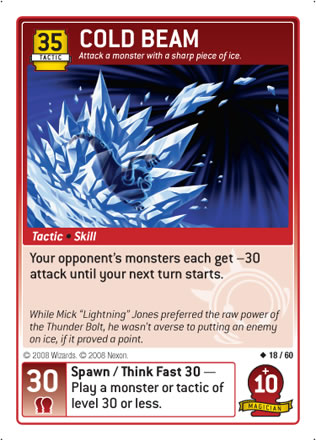 35
TACTIC
COLD BEAM
Attack a monster with a sharp piece of ice.
Tactic • Skill
Your opponent's monsters each get –30
attack until your next turn starts.
While Mick "Lightning" Jones preferred the raw power of
the Thunder Bolt, he wasn't averse to putting an enemy
on ice, if it proved a point.
© 2008 Wizards. © 2008 Nexon.
◆ 18 / 60
30
Spawn / Think Fast 30 —
Play a monster or tactic of
level 30 or less.
+
10
MAGICIAN